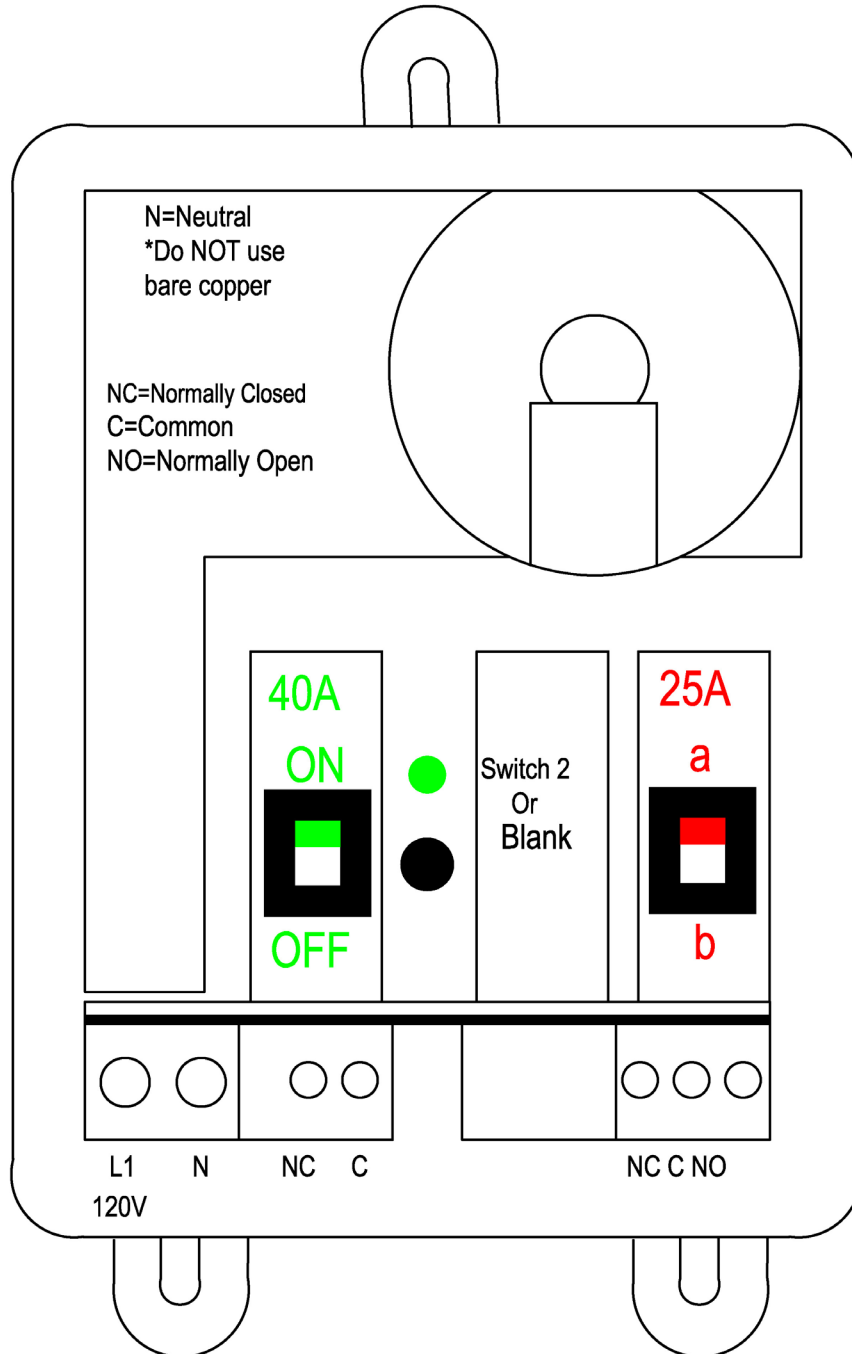 N=Neutral
*Do NOT use
bare copper
NC=Normally Closed
C=Common
NO=Normally Open
40A
ON
OFF
Switch 2
Or
Blank
25A
a
b
L1 N NC C NC C NO
120V